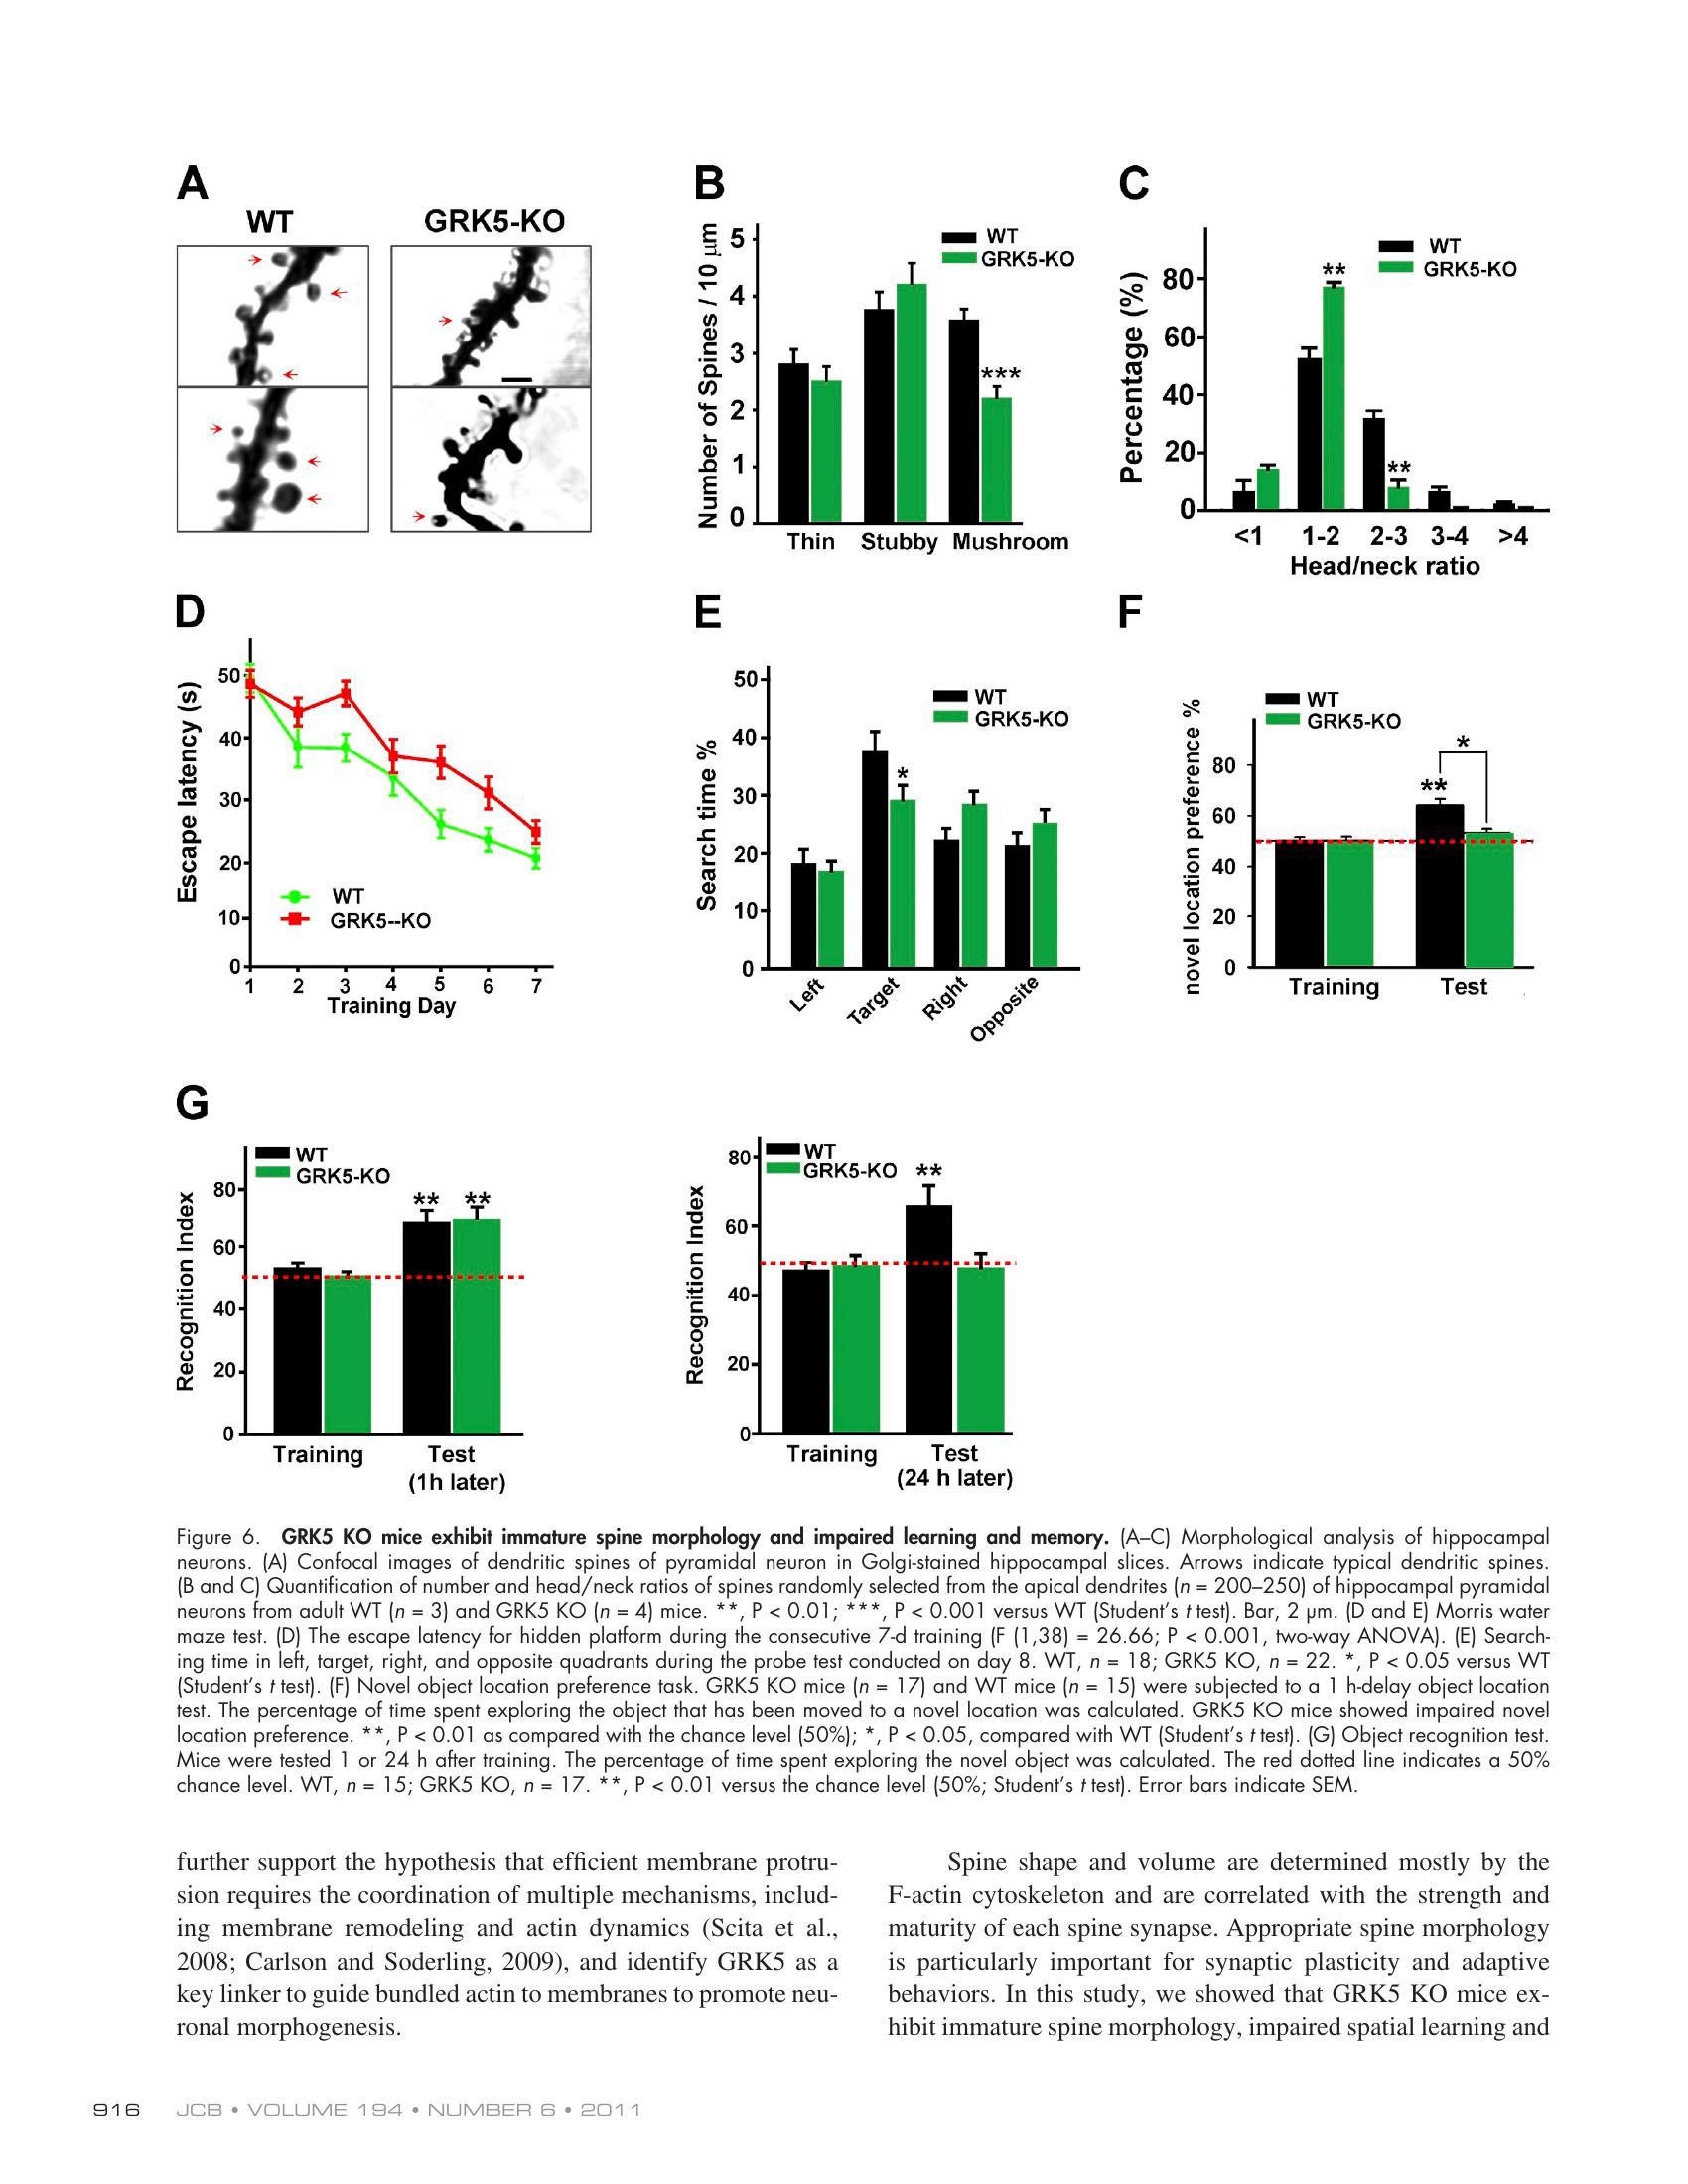 A
WT
GRK5-KO
B
Number of Spines / 10 µm
5
4
3
2
1
0
WT
GRK5-KO
***
Thin Stubby Mushroom
C
Percentage (%)
80
60
40
20
0
WT
GRK5-KO
**
**
<1 1-2 2-3 3-4 >4
Head/neck ratio
D
Escape latency (s)
50
40
30
20
10
0
WT
GRK5--KO
1 2 3 4 5 6 7
Training Day
E
Search time %
50
40
30
20
10
0
WT
GRK5-KO
*
Left Target Right Opposite
F
novel location preference %
80
60
40
20
0
WT
GRK5-KO
*
**
Training Test
G
Recognition Index
80
60
40
20
0
WT
GRK5-KO
** **
Training Test
(1h later)
Recognition Index
80
60
40
20
0
WT
GRK5-KO
**
Training Test
(24 h later)
Figure 6. GRK5 KO mice exhibit immature spine morphology and impaired learning and memory. (A–C) Morphological analysis of hippocampal
neurons. (A) Confocal images of dendritic spines of pyramidal neuron in Golgi-stained hippocampal slices. Arrows indicate typical dendritic spines.
(B and C) Quantification of number and head/neck ratios of spines randomly selected from the apical dendrites (n = 200–250) of hippocampal pyramidal
neurons from adult WT (n = 3) and GRK5 KO (n = 4) mice. **, P < 0.01; ***, P < 0.001 versus WT (Student's t test). Bar, 2 µm. (D and E) Morris water
maze test. (D) The escape latency for hidden platform during the consecutive 7-d training (F (1,38) = 26.66; P < 0.001, two-way ANOVA). (E) Search-
ing time in left, target, right, and opposite quadrants during the probe test conducted on day 8. WT, n = 18; GRK5 KO, n = 22. *, P < 0.05 versus WT
(Student's t test). (F) Novel object location preference task. GRK5 KO mice (n = 17) and WT mice (n = 15) were subjected to a 1 h-delay object location
test. The percentage of time spent exploring the object that has been moved to a novel location was calculated. GRK5 KO mice showed impaired novel
location preference. **, P < 0.01 as compared with the chance level (50%); *, P < 0.05, compared with WT (Student's t test). (G) Object recognition test.
Mice were tested 1 or 24 h after training. The percentage of time spent exploring the novel object was calculated. The red dotted line indicates a 50%
chance level. WT, n = 15; GRK5 KO, n = 17. **, P < 0.01 versus the chance level (50%; Student's t test). Error bars indicate SEM.
further support the hypothesis that efficient membrane protru-
sion requires the coordination of multiple mechanisms, includ-
ing membrane remodeling and actin dynamics (Scita et al.,
2008; Carlson and Soderling, 2009), and identify GRK5 as a
key linker to guide bundled actin to membranes to promote neu-
ronal morphogenesis.
Spine shape and volume are determined mostly by the
F-actin cytoskeleton and are correlated with the strength and
maturity of each spine synapse. Appropriate spine morphology
is particularly important for synaptic plasticity and adaptive
behaviors. In this study, we showed that GRK5 KO mice ex-
hibit immature spine morphology, impaired spatial learning and
916 JCB • VOLUME 194 • NUMBER 6 • 2011